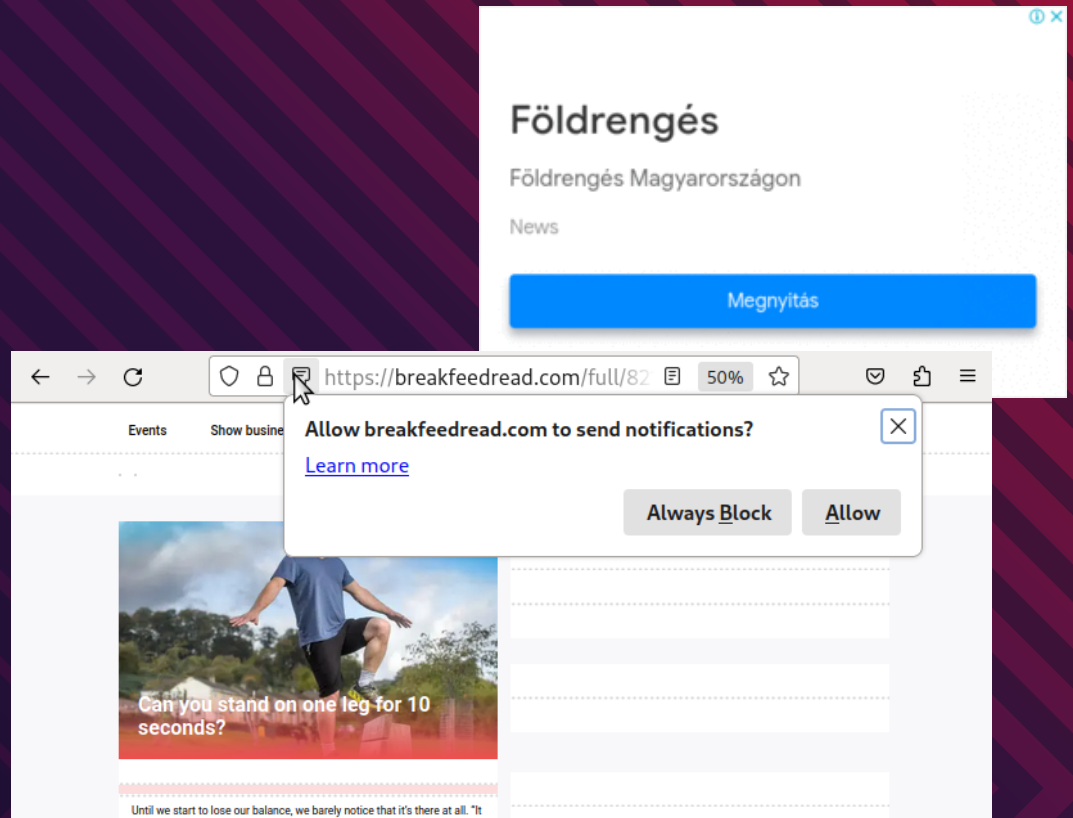 Földrengés
Földrengés Magyarországon
News
Megnyitás
https://breakfeedread.com/full/82
50%
Events
Show busine
Allow breakfeedread.com to send notifications?
Learn more
Always Block
Allow
Can you stand on one leg for 10
seconds?
Until we start to lose our balance, we barely notice that it's there at all. "It